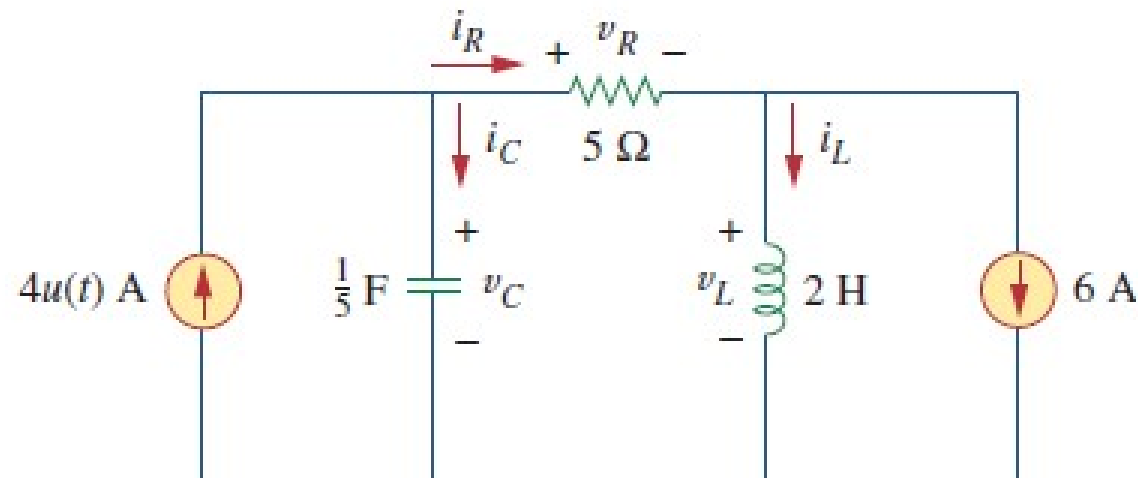 i_R
+ v_R −
5 Ω
i_C
i_L
4u(t) A
1/5 F
+
v_C
−
+
v_L
−
2 H
6 A